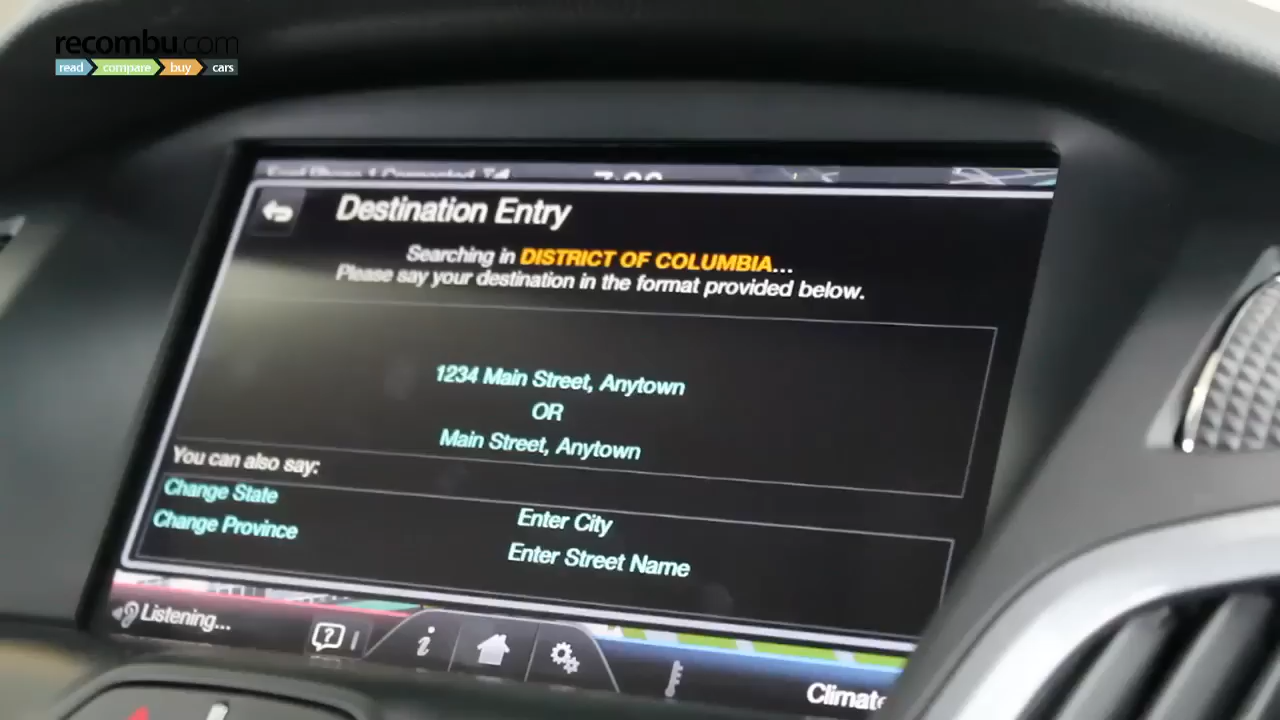 recombu.com
read compare buy cars
Destination Entry
Searching in DISTRICT OF COLUMBIA...
Please say your destination in the format provided below.
1234 Main Street, Anytown
OR
Main Street, Anytown
You can also say:
Change State
Enter City
Change Province
Enter Street Name
Listening...
?
i